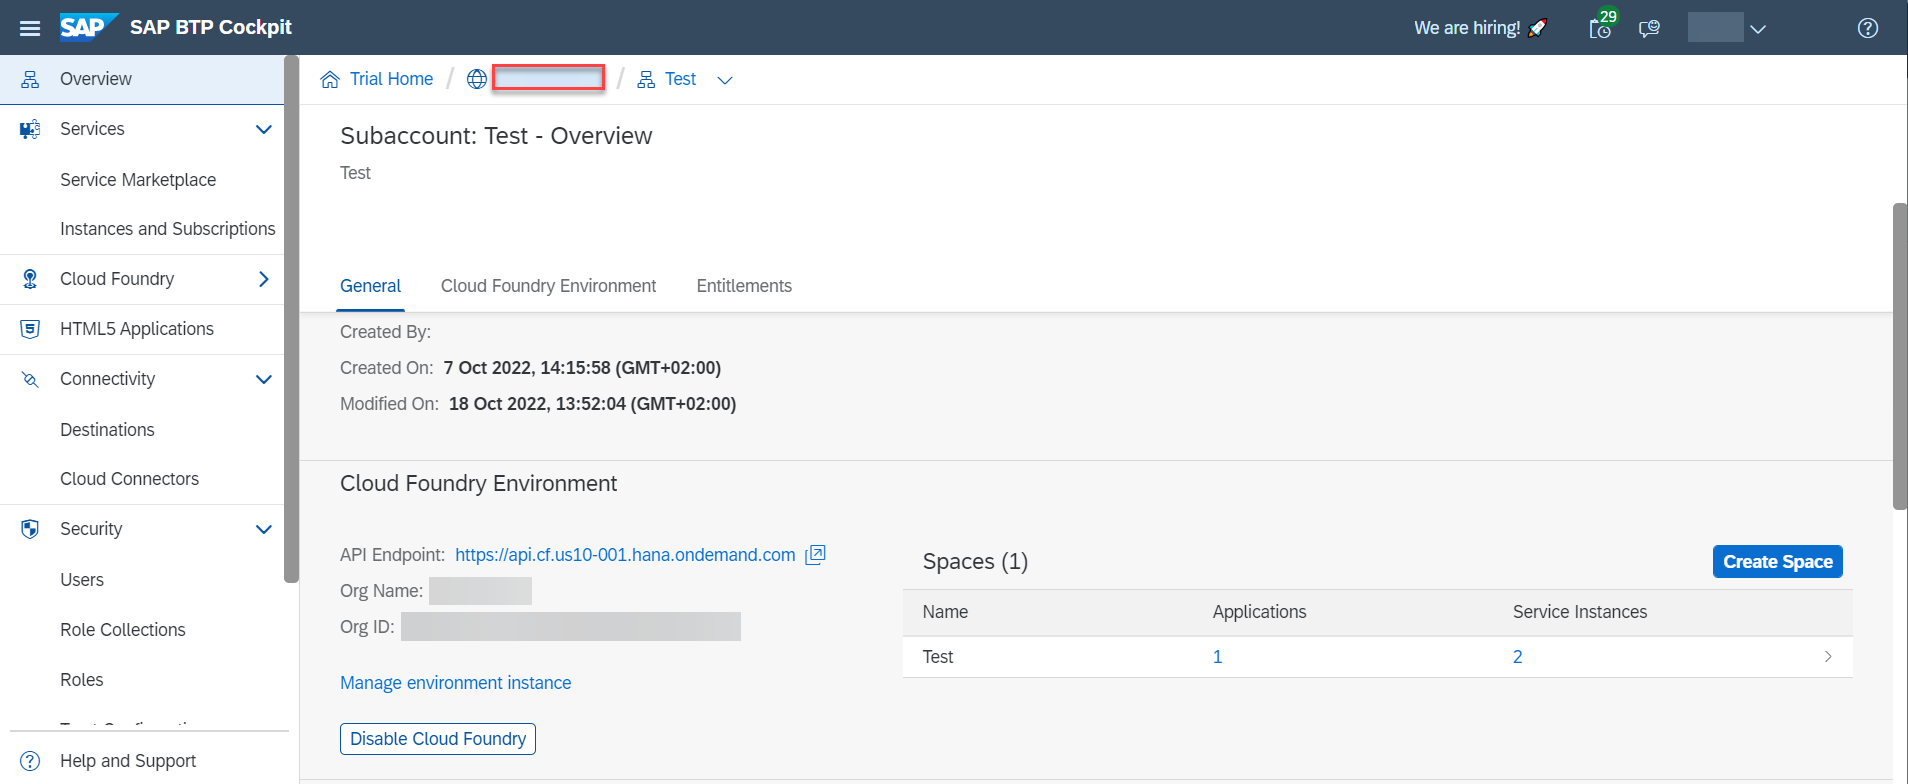 SAP SAP BTP Cockpit
We are hiring!
29
Overview
Services
Service Marketplace
Instances and Subscriptions
Cloud Foundry
HTML5 Applications
Connectivity
Destinations
Cloud Connectors
Security
Users
Role Collections
Roles
Help and Support
Trial Home / / Test
Subaccount: Test - Overview
Test
General Cloud Foundry Environment Entitlements
Created By:
Created On: 7 Oct 2022, 14:15:58 (GMT+02:00)
Modified On: 18 Oct 2022, 13:52:04 (GMT+02:00)
Cloud Foundry Environment
API Endpoint: https://api.cf.us10-001.hana.ondemand.com
Org Name:
Org ID:
Manage environment instance
Disable Cloud Foundry
Spaces (1)
Create Space
Name Applications Service Instances
Test 1 2